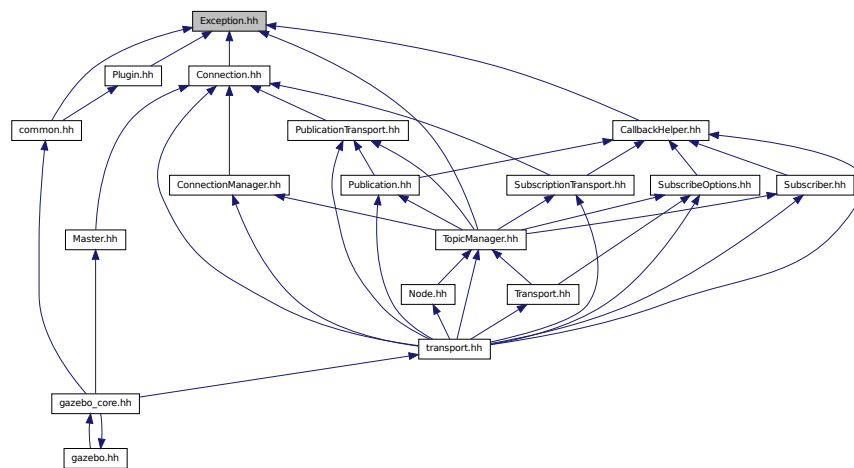 Exception.hh
Plugin.hh
Connection.hh
common.hh
PublicationTransport.hh
CallbackHelper.hh
ConnectionManager.hh
Publication.hh
SubscriptionTransport.hh
SubscribeOptions.hh
Subscriber.hh
Master.hh
TopicManager.hh
Node.hh
Transport.hh
transport.hh
gazebo_core.hh
gazebo.hh